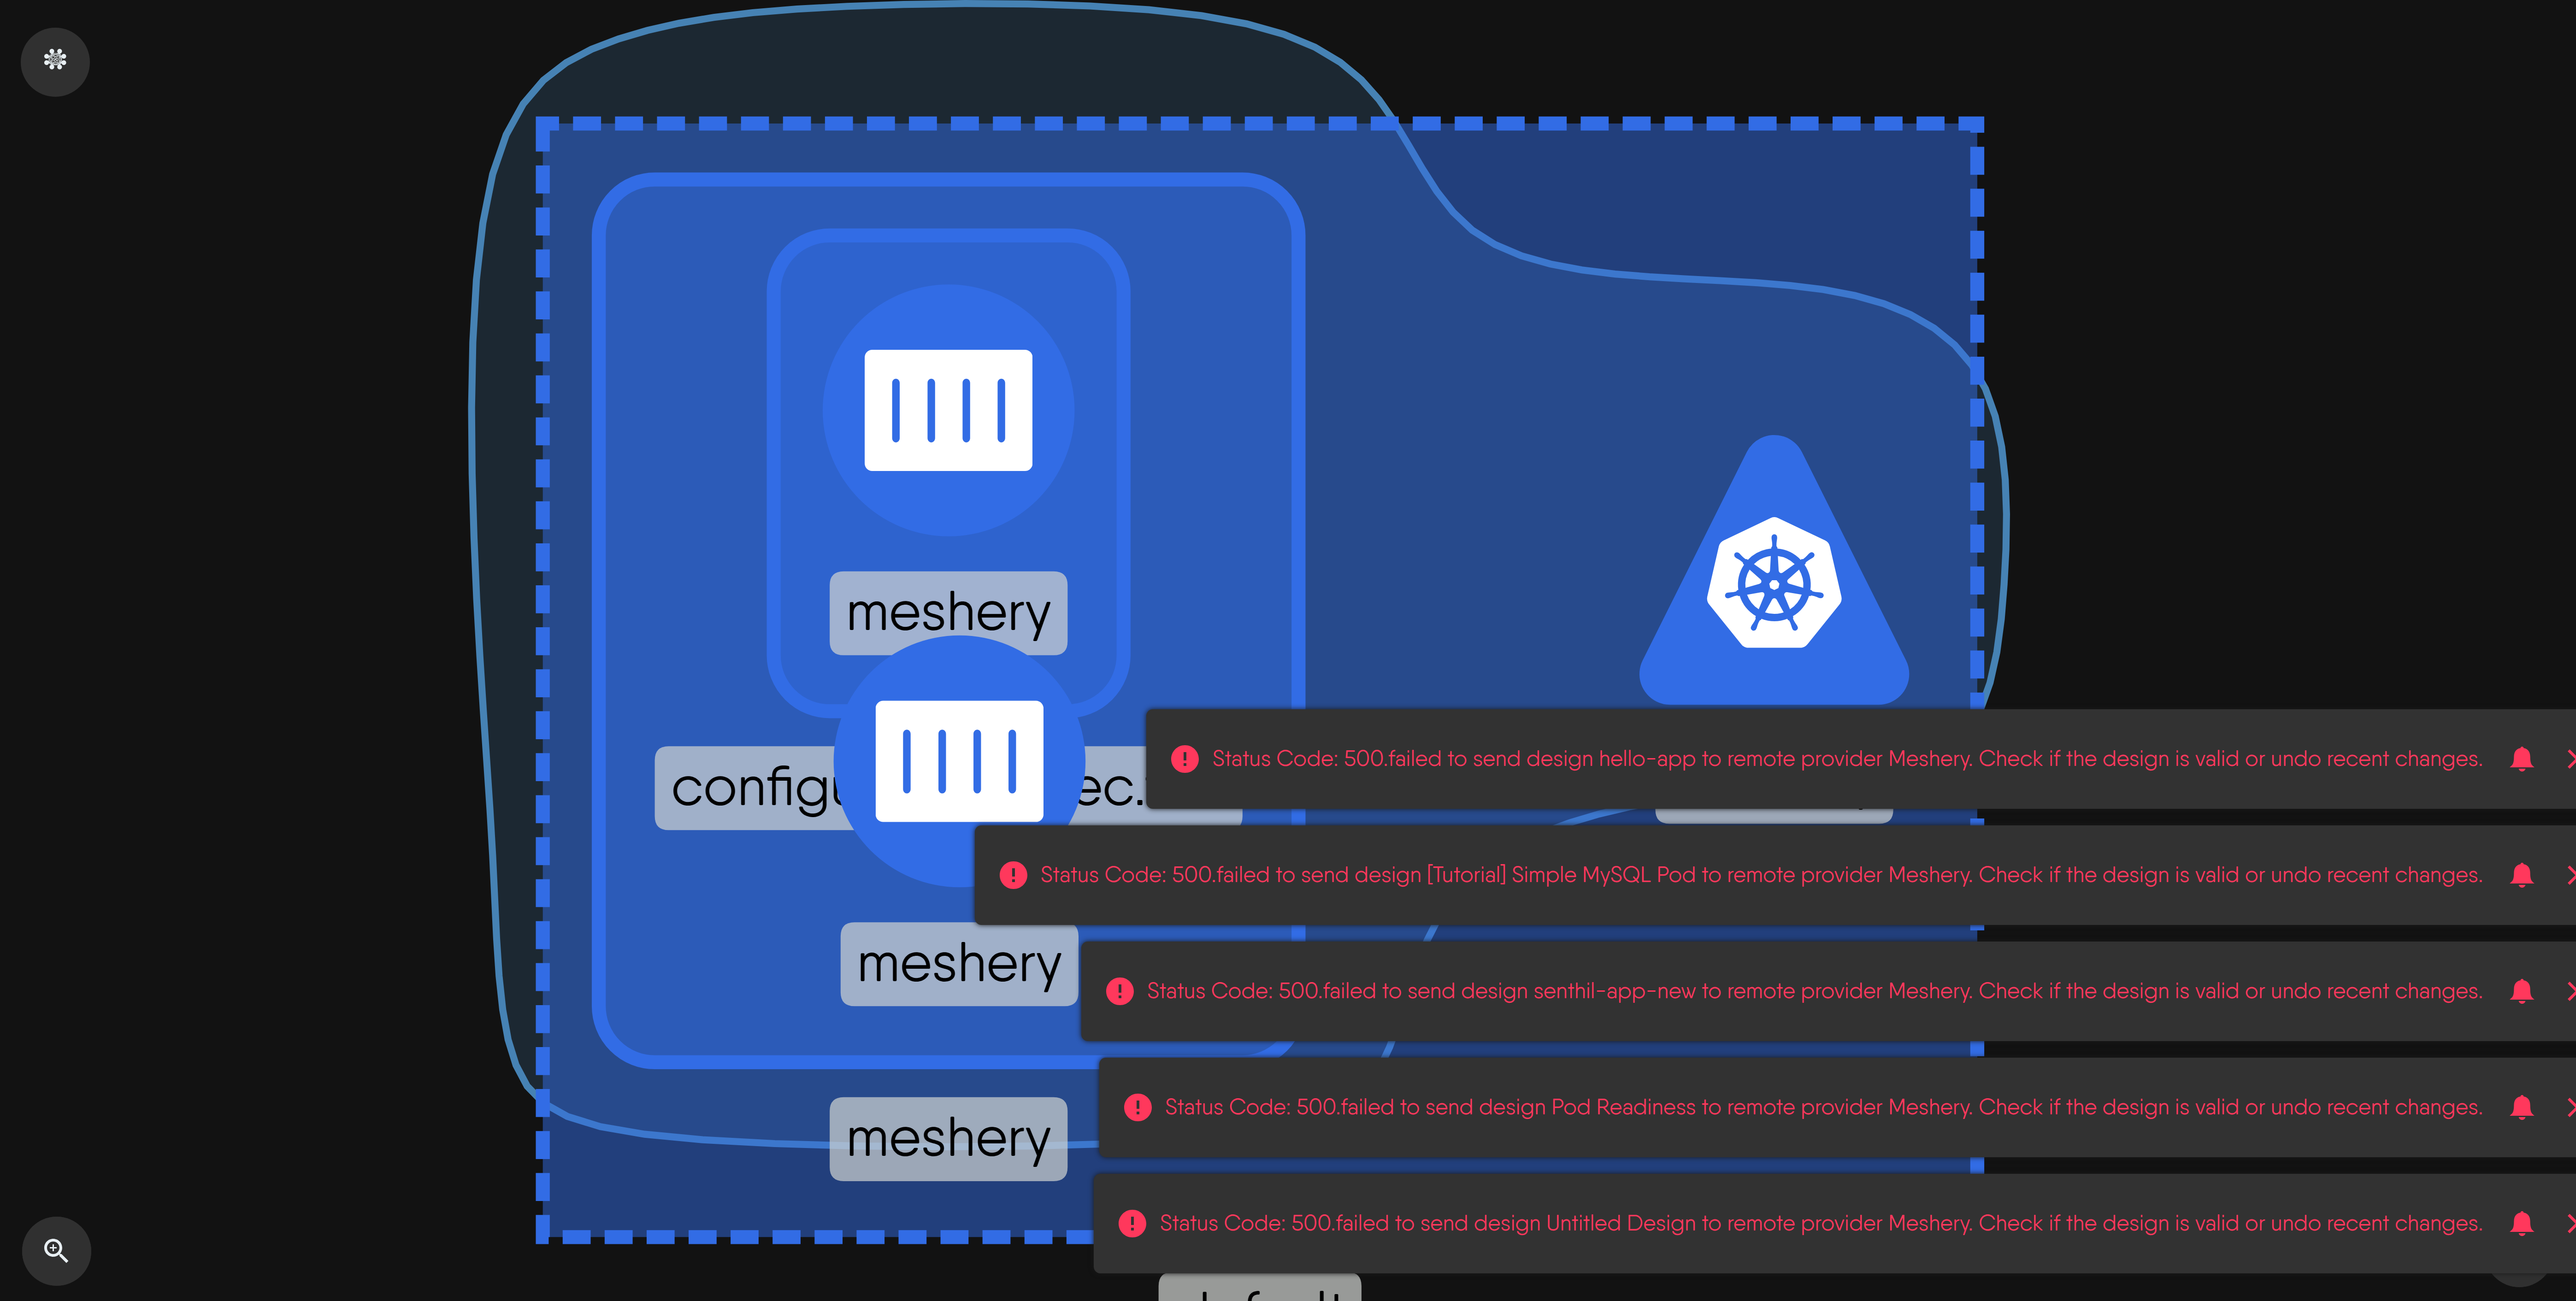 meshery
configu
ec.
Status Code: 500.failed to send design hello-app to remote provider Meshery. Check if the design is valid or undo recent changes.
Status Code: 500.failed to send design [Tutorial] Simple MySQL Pod to remote provider Meshery. Check if the design is valid or undo recent changes.
meshery
Status Code: 500.failed to send design senthil-app-new to remote provider Meshery. Check if the design is valid or undo recent changes.
Status Code: 500.failed to send design Pod Readiness to remote provider Meshery. Check if the design is valid or undo recent changes.
meshery
Status Code: 500.failed to send design Untitled Design to remote provider Meshery. Check if the design is valid or undo recent changes.